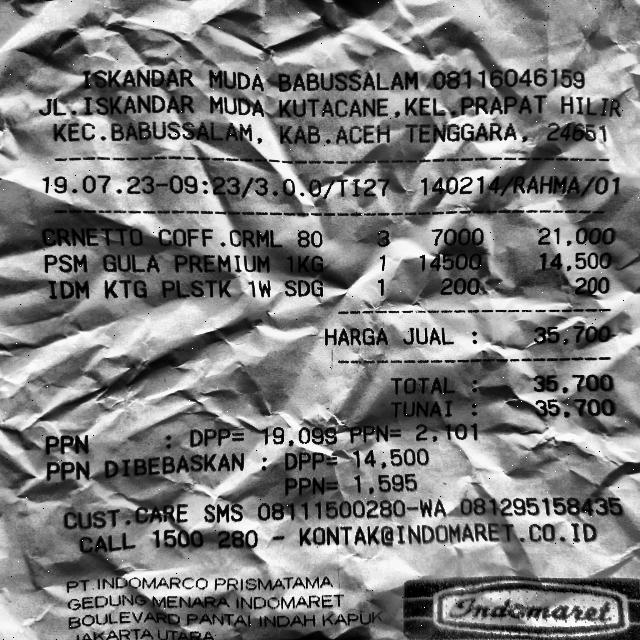 ISKANDAR MUDA BABUSSALAM 08116046159
JL.ISKANDAR MUDA KUTACANE,KEL.PRAPAT HILIR
KEC.BABUSSALAM, KAB.ACEH TENGGARA, 24651
19.07.23-09:23/3.0.0/TI27 140214/RAHMA/01
CRNETTO COFF.CRML 80 3 7000 21,000
PSM GULA PREMIUM 1KG 1 14500 14,500
IDM KTG PLSTK 1W SDG 1 200 200
HARGA JUAL : 35,700
TOTAL : 35,700
TUNAI : 35,700
PPN : DPP= 19,099 PPN= 2,101
PPN DIBEBASKAN : DPP= 14,500
PPN= 1,595
CUST.CARE SMS 08111500280-WA 081295158435
CALL 1500 280 - KONTAK@INDOMARET.CO.ID
PT.INDOMARCO PRISMATAMA
GEDUNG MENARA INDOMARET
BOULEVARD PANTAI INDAH KAPUK
JAKARTA UTARA
Indomaret